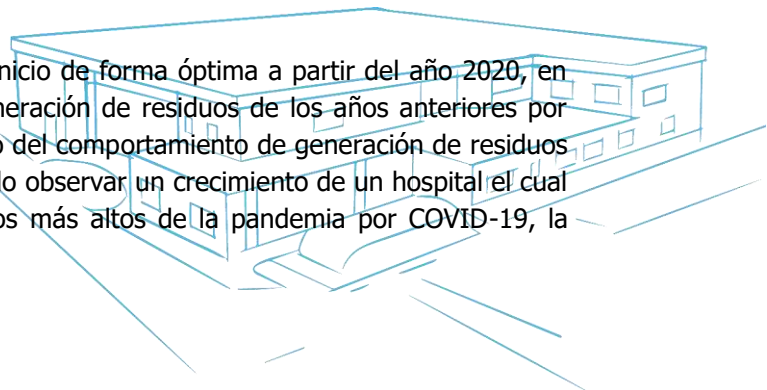 nicio de forma óptima a partir del año 2020, en
neración de residuos de los años anteriores por
o del comportamiento de generación de residuos
do observar un crecimiento de un hospital el cual
os más altos de la pandemia por COVID-19, la